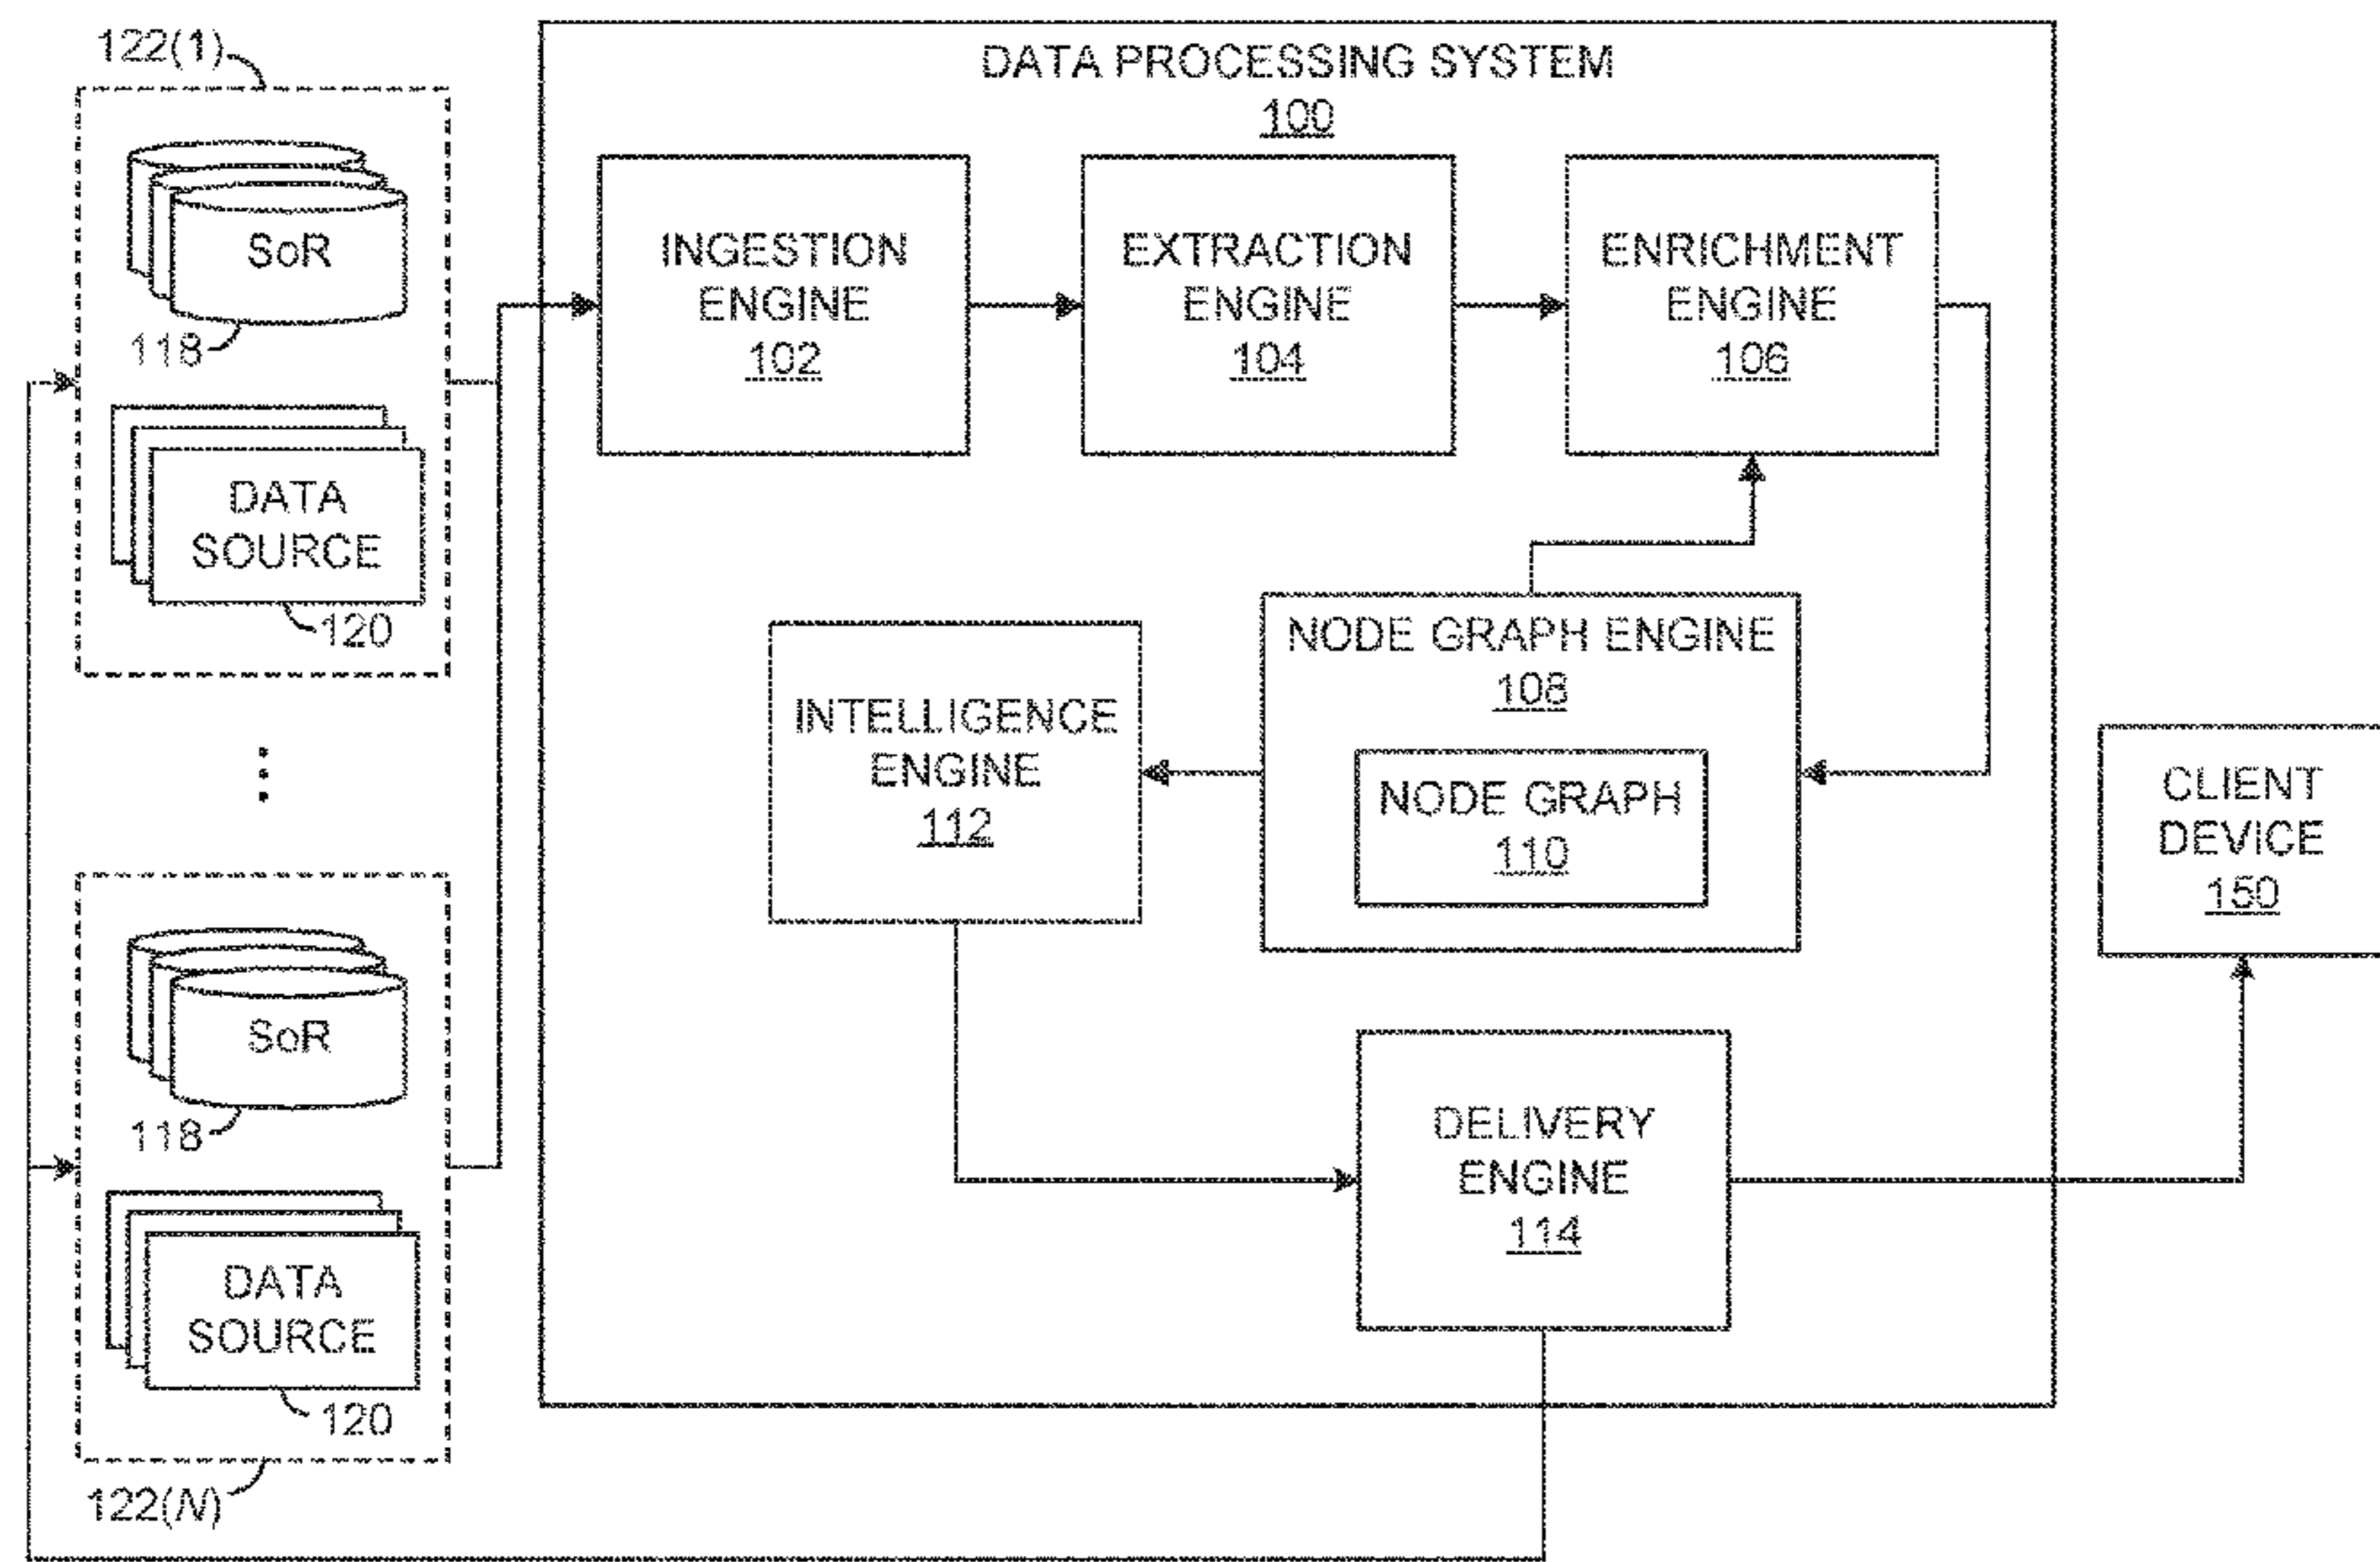 122(1)
SoR
118
DATA
SOURCE
120
SoR
118
DATA
SOURCE
120
122(N)
DATA PROCESSING SYSTEM
100
INGESTION
ENGINE
102
EXTRACTION
ENGINE
104
ENRICHMENT
ENGINE
106
NODE GRAPH ENGINE
108
NODE GRAPH
110
INTELLIGENCE
ENGINE
112
DELIVERY
ENGINE
114
CLIENT
DEVICE
150